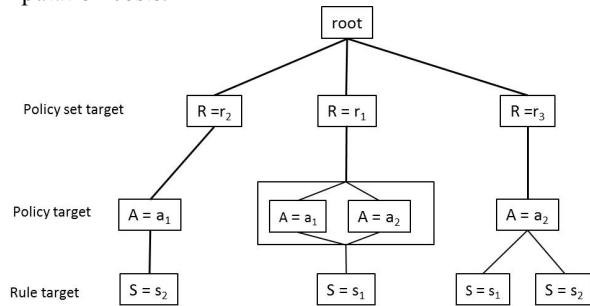 root
Policy set target
R =r₂
R = r₁
R =r₃
Policy target
A = a₁
A = a₁
A = a₂
A = a₂
Rule target
S = s₂
S = s₁
S = s₁
S = s₂